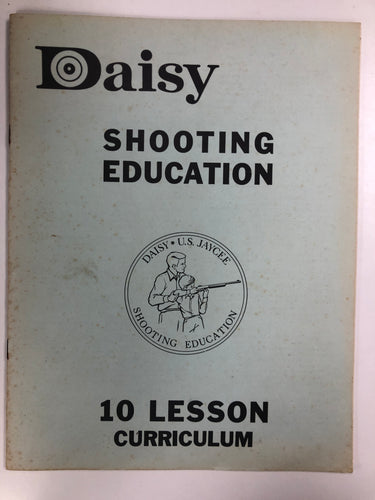 Daisy
SHOOTING
EDUCATION
DAISY • U.S. JAYCEE
SHOOTING EDUCATION
10 LESSON
CURRICULUM